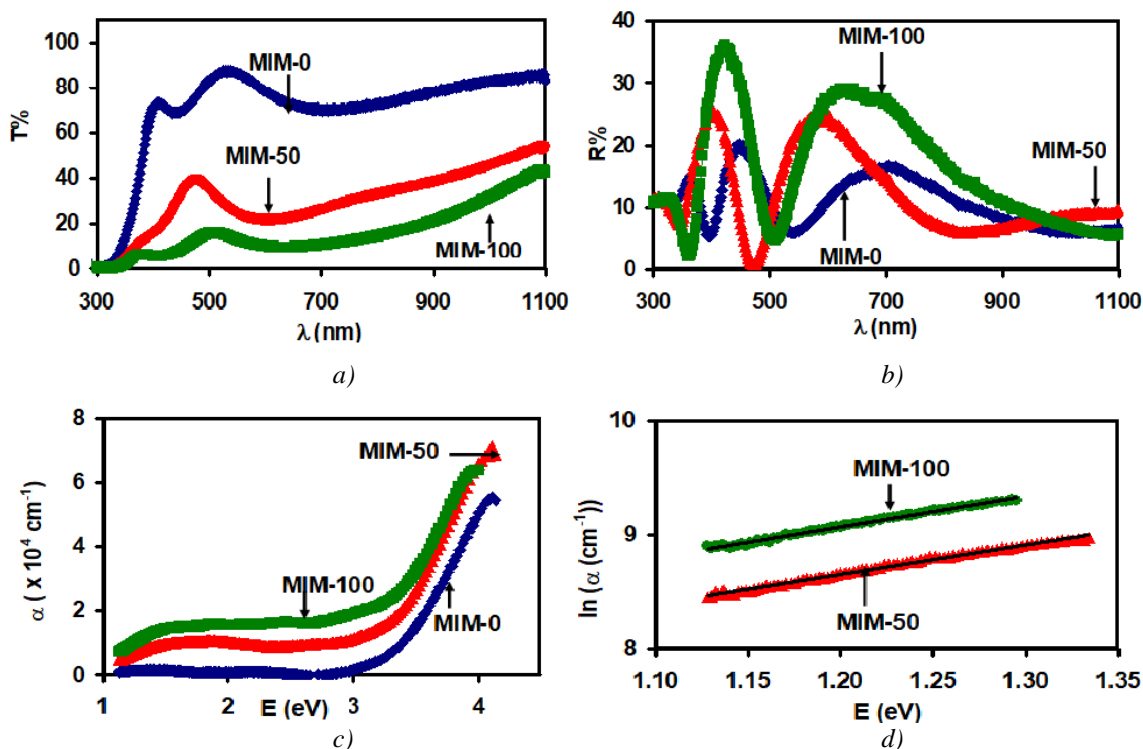 100
80
60
40
20
0
T%
MIM-0
MIM-50
MIM-100
300 500 700 900 1100
λ (nm)
a)
40
30
20
10
0
R%
MIM-100
MIM-50
MIM-0
300 500 700 900 1100
λ (nm)
b)
8
6
4
2
0
α ( x 10⁴ cm⁻¹)
MIM-50
MIM-100
MIM-0
1 2 3 4
E (eV)
c)
10
9
8
ln (α (cm⁻¹))
MIM-100
MIM-50
1.10 1.15 1.20 1.25 1.30 1.35
E (eV)
d)